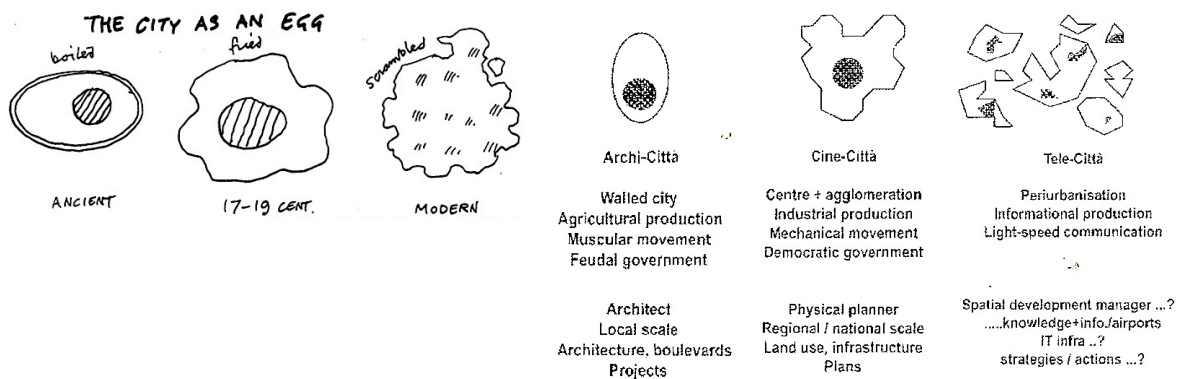 THE CITY AS AN EGG
boiled
fried
scrambled
ANCIENT
17-19 CENT.
MODERN
Archi-Città
Walled city
Agricultural production
Muscular movement
Feudal government
Architect
Local scale
Architecture, boulevards
Projects
Cine-Città
Centre + agglomeration
Industrial production
Mechanical movement
Democratic government
Physical planner
Regional / national scale
Land use, infrastructure
Plans
Tele-Città
Periurbanisation
Informational production
Light-speed communication
Spatial development manager ...?
.....knowledge+info./airports
IT infra ..?
strategies / actions ...?